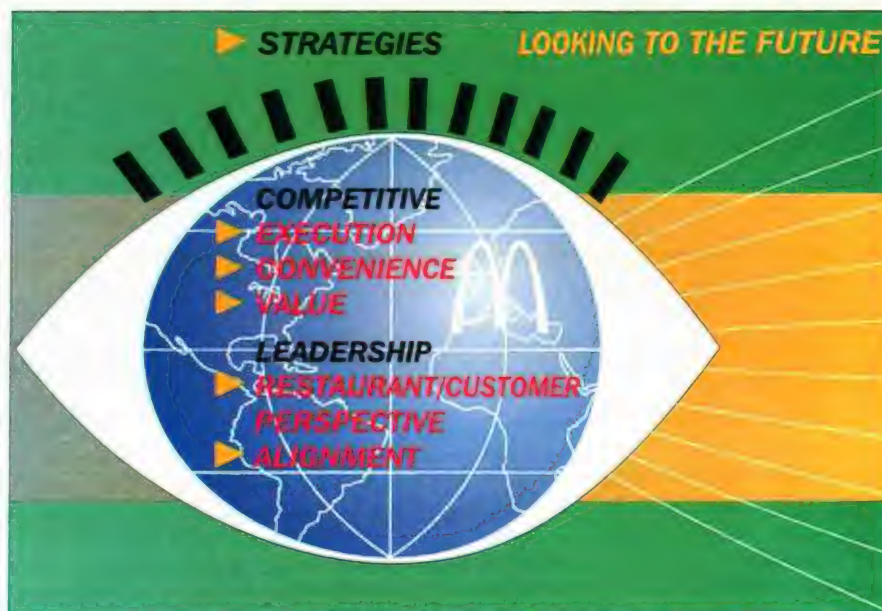 STRATEGIES
LOOKING TO THE FUTURE
COMPETITIVE
EXECUTION
CONVENIENCE
VALUE
LEADERSHIP
RESTAURANT/CUSTOMER
PERSPECTIVE
ALIGNMENT